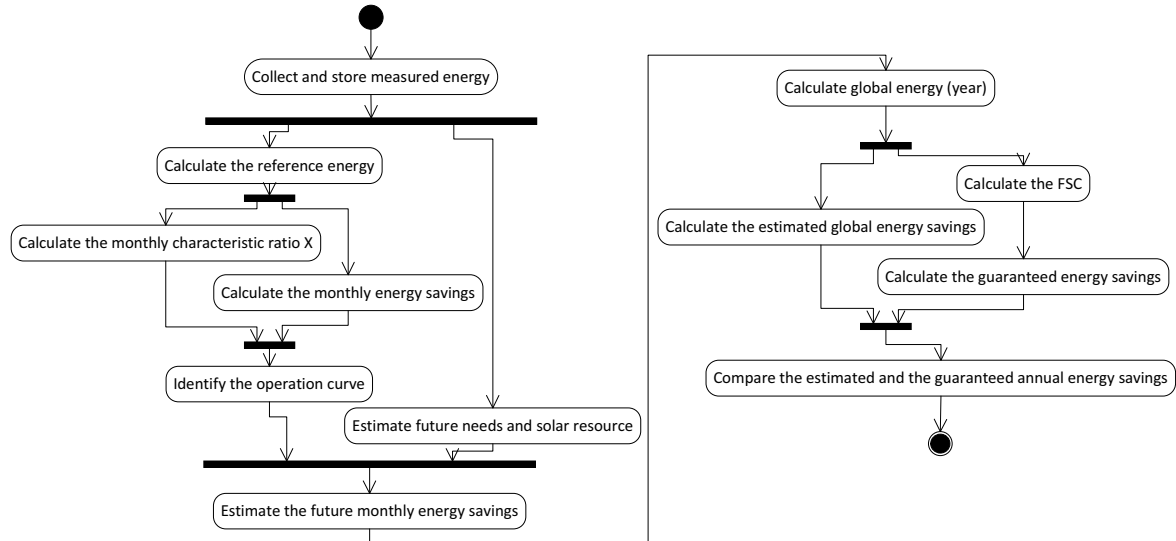 Collect and store measured energy
Calculate the reference energy
Calculate the monthly characteristic ratio X
Calculate the monthly energy savings
Identify the operation curve
Estimate future needs and solar resource
Estimate the future monthly energy savings
Calculate global energy (year)
Calculate the FSC
Calculate the estimated global energy savings
Calculate the guaranteed energy savings
Compare the estimated and the guaranteed annual energy savings